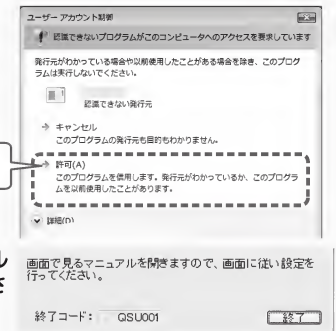 ユーザー アカウント制御
認識できないプログラムがこのコンピュータへのアクセスを要求しています
発行元がわかっている場合や以前使用したことがある場合を除き、このプログ
ラムは実行しないでください。
認識できない発行元
キャンセル
このプログラムの発行元も目的もわかりません。
許可(A)
このプログラムを信用します。発行元がわかっているか、このプログラ
ムを以前使用したことがあります。
詳細(D)
画面で見るマニュアルを開きますので、画面に従い設定を
行ってください。
終了コード： QSU001
終了